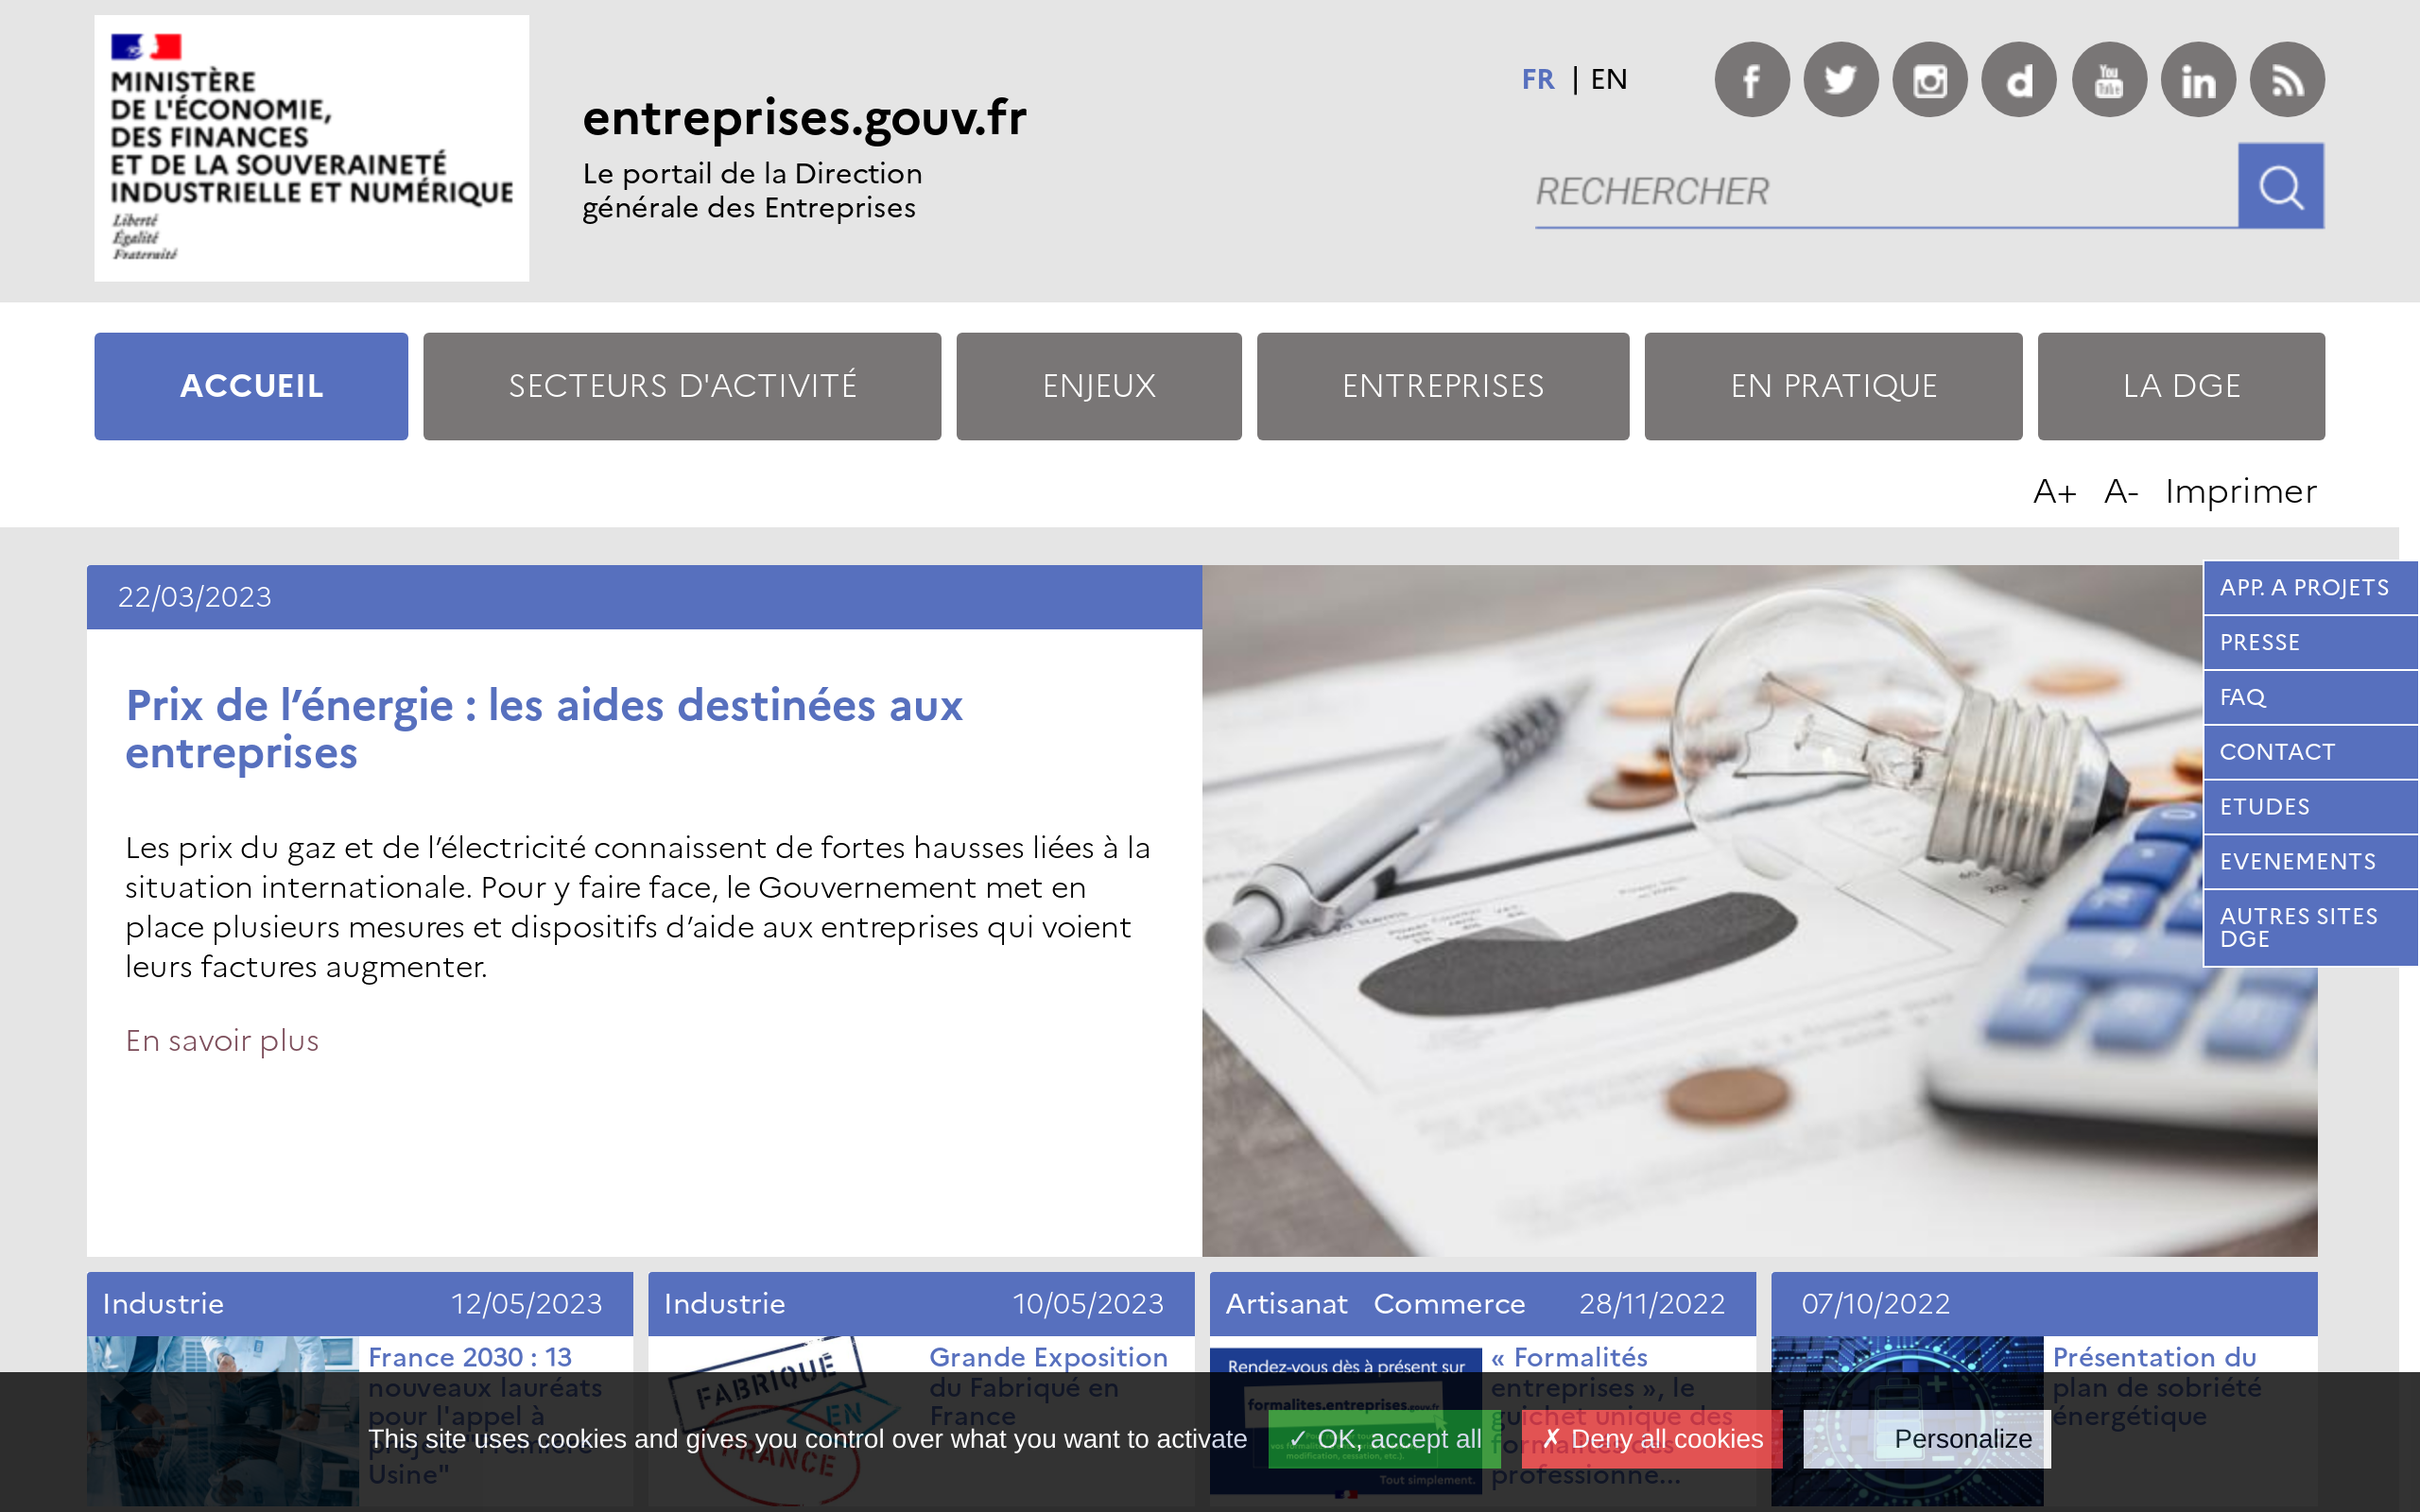 MINISTÈRE
DE L'ÉCONOMIE,
DES FINANCES
ET DE LA SOUVERAINETÉ
INDUSTRIELLE ET NUMÉRIQUE
Liberté
Égalité
Fraternité
entreprises.gouv.fr
Le portail de la Direction
générale des Entreprises
FR | EN
RECHERCHER
ACCUEIL
SECTEURS D'ACTIVITÉ
ENJEUX
ENTREPRISES
EN PRATIQUE
LA DGE
A+ A- Imprimer
22/03/2023
Prix de l’énergie : les aides destinées aux
entreprises
Les prix du gaz et de l’électricité connaissent de fortes hausses liées à la
situation internationale. Pour y faire face, le Gouvernement met en
place plusieurs mesures et dispositifs d’aide aux entreprises qui voient
leurs factures augmenter.
En savoir plus
APP. A PROJETS
PRESSE
FAQ
CONTACT
ETUDES
EVENEMENTS
AUTRES SITES
DGE
Industrie 12/05/2023
France 2030 : 13
nouveaux lauréats
pour l'appel à
projets "Première
Usine"
Industrie 10/05/2023
FABRIQUÉ
EN
FRANCE
Grande Exposition
du Fabriqué en
France
Artisanat Commerce 28/11/2022
Rendez-vous dès à présent sur
formalites.entreprises.gouv.fr
modification, cessation, etc.).
Tout simplement.
« Formalités
entreprises », le
guichet unique des
formalités des
professionne...
07/10/2022
Présentation du
plan de sobriété
énergétique
This site uses cookies and gives you control over what you want to activate
✓ OK, accept all
✗ Deny all cookies
Personalize